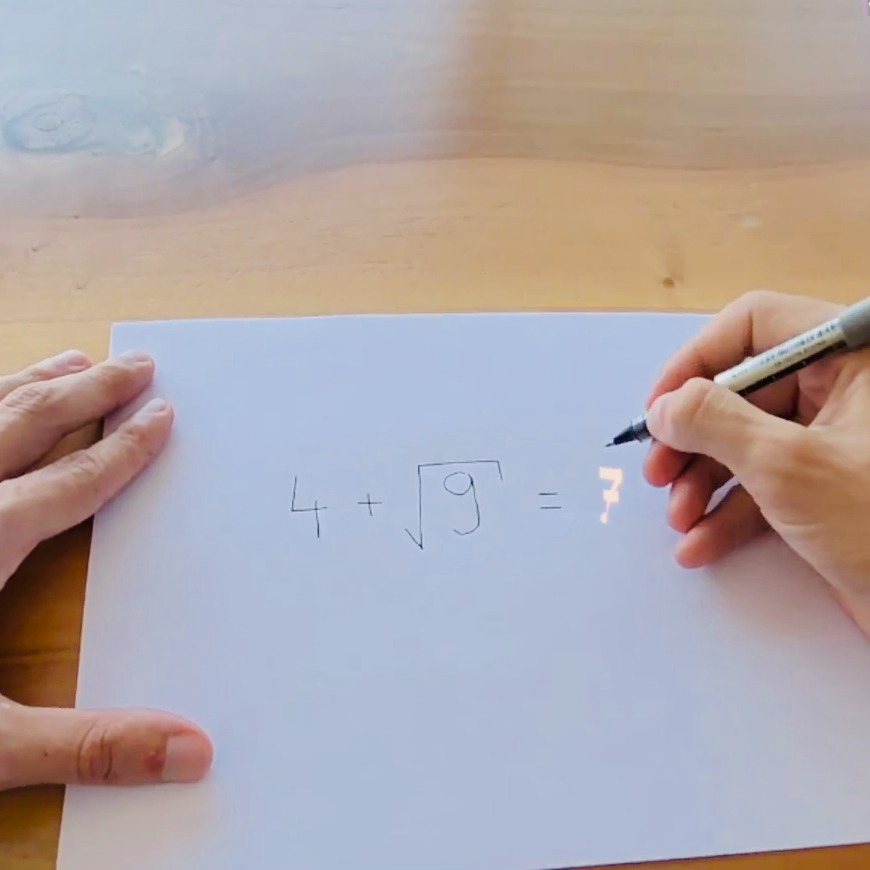 4 + √9 = 7